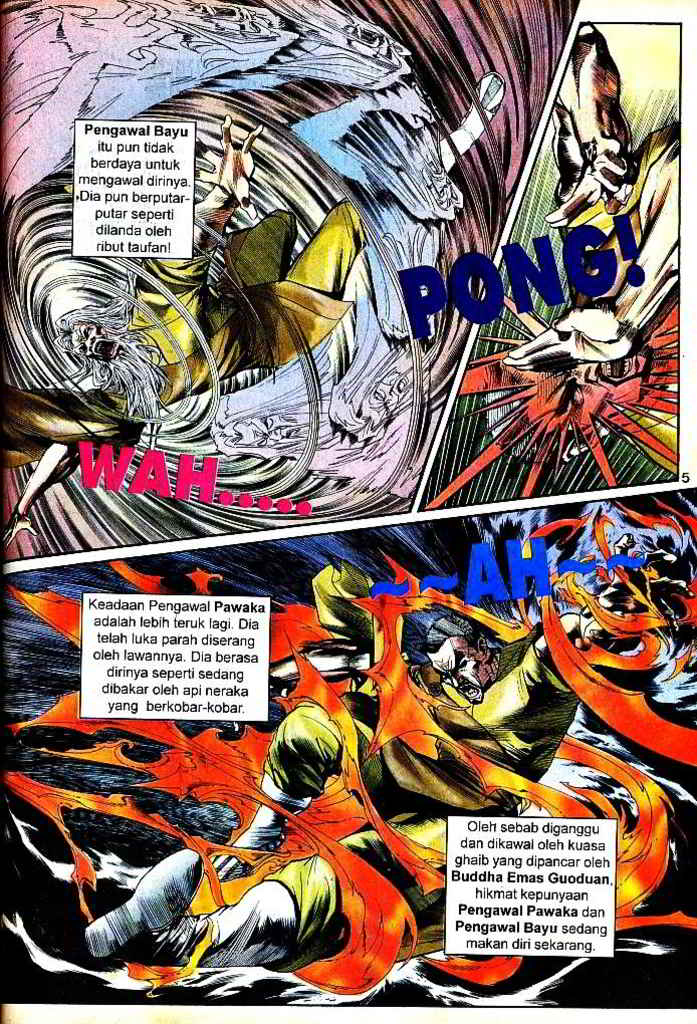 Pengawal Bayu
itu pun tidak
berdaya untuk
mengawal dirinya.
Dia pun berputar-
putar seperti
dilanda oleh
ribut taufan!
PONG!
WAH.....
5
~~AH~~
Keadaan Pengawal Pawaka
adalah lebih teruk lagi. Dia
telah luka parah diserang
oleh lawannya. Dia berasa
dirinya seperti sedang
dibakar oleh api neraka
yang berkobar-kobar.
Oleh sebab diganggu
dan dikawal oleh kuasa
ghaib yang dipancar oleh
Buddha Emas Guoduan,
hikmat kepunyaan
Pengawal Pawaka dan
Pengawal Bayu sedang
makan diri sekarang.